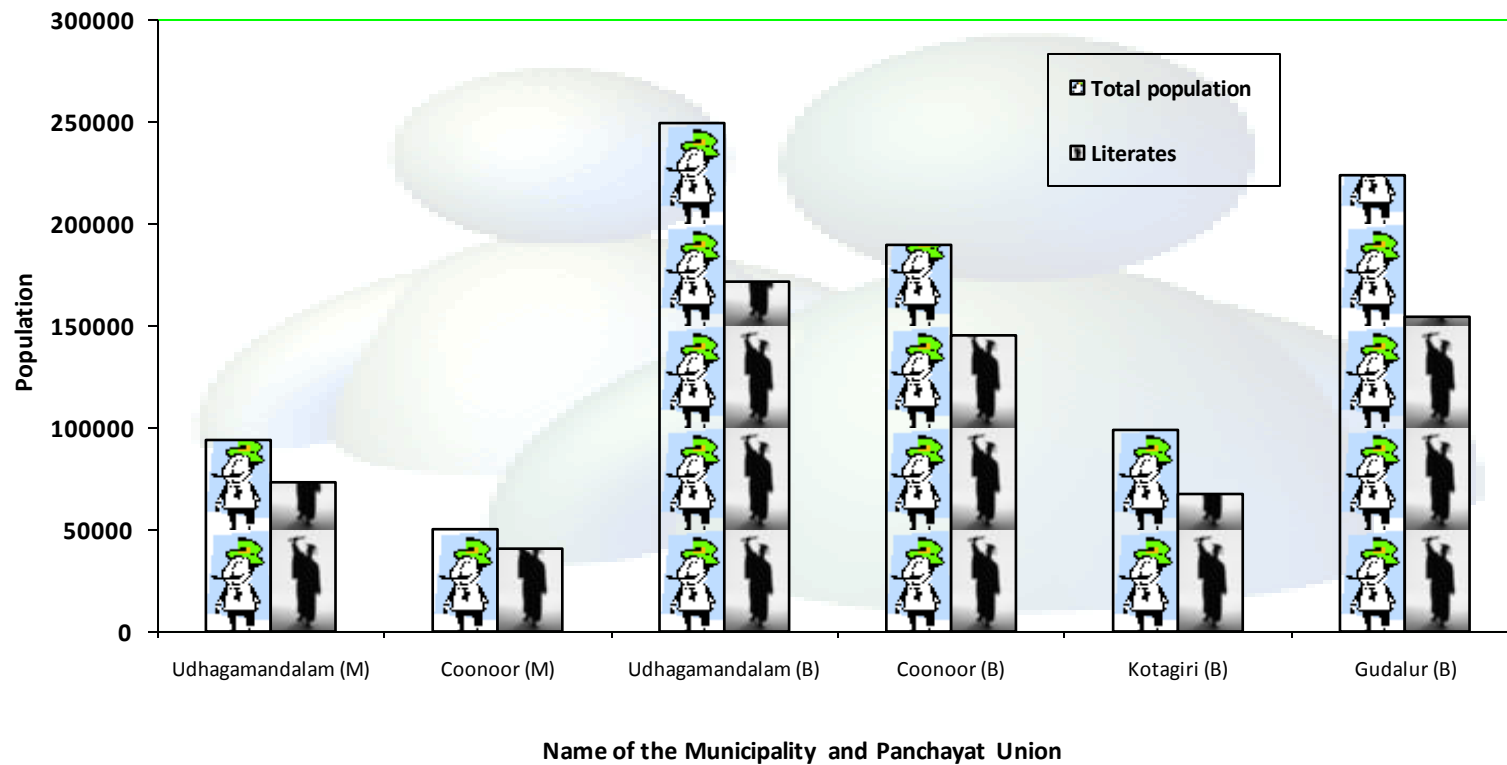 300000
250000
200000
150000
100000
50000
0
Population
Total population
Literates
Udhagamandalam (M)
Coonoor (M)
Udhagamandalam (B)
Coonoor (B)
Kotagiri (B)
Gudalur (B)
Name of the Municipality and Panchayat Union